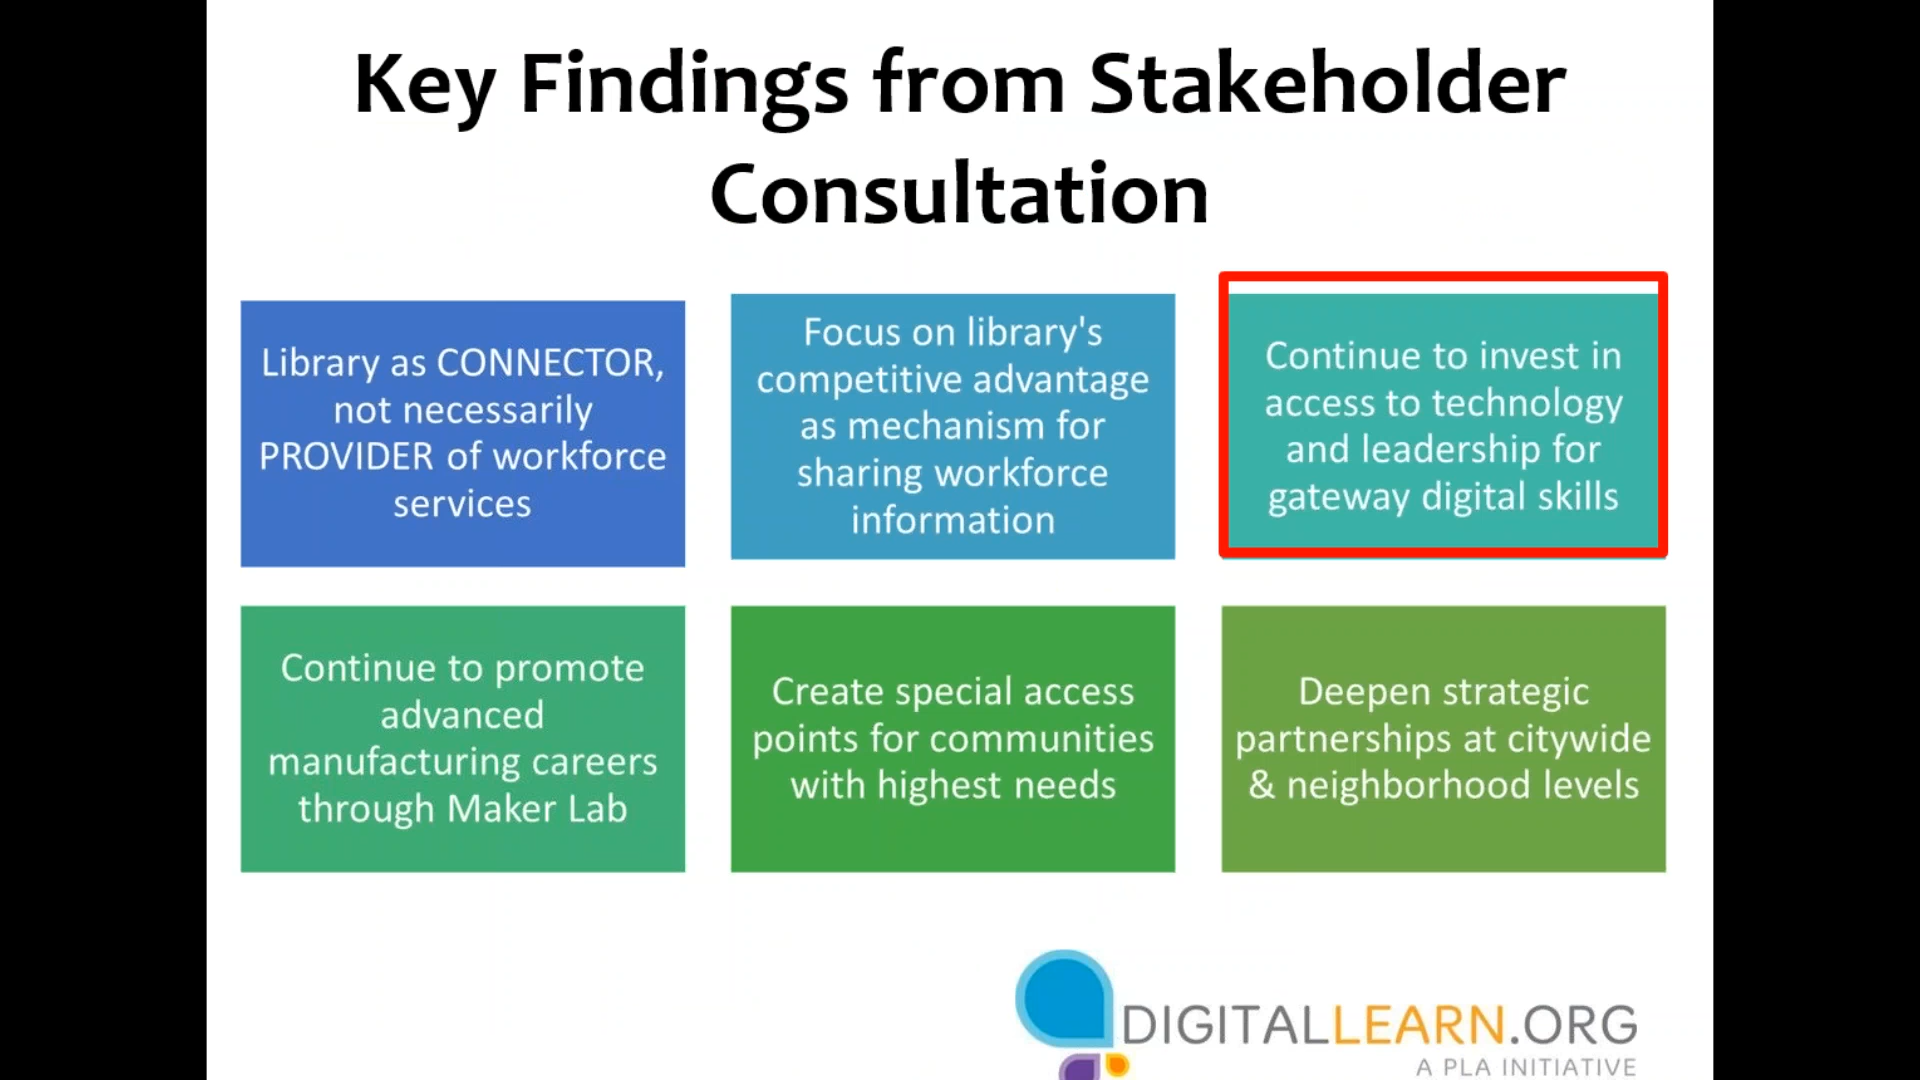 Key Findings from Stakeholder
Consultation
Library as CONNECTOR,
not necessarily
PROVIDER of workforce
services
Focus on library's
competitive advantage
as mechanism for
sharing workforce
information
Continue to invest in
access to technology
and leadership for
gateway digital skills
Continue to promote
advanced
manufacturing careers
through Maker Lab
Create special access
points for communities
with highest needs
Deepen strategic
partnerships at citywide
& neighborhood levels
DIGITALLEARN.ORG
A PLA INITIATIVE